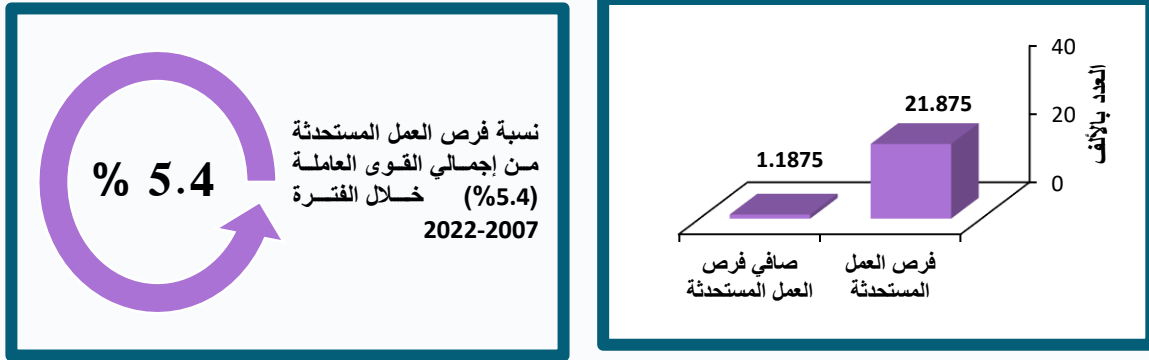 40
20
0
العدد بالألف
21.875
1.1875
فرص العمل
المستحدثة
صافي فرص
العمل المستحدثة
% 5.4
نسبة فرص العمل المستحدثة
من إجمالي القوى العاملة
(%5.4) خلال الفترة
2022-2007